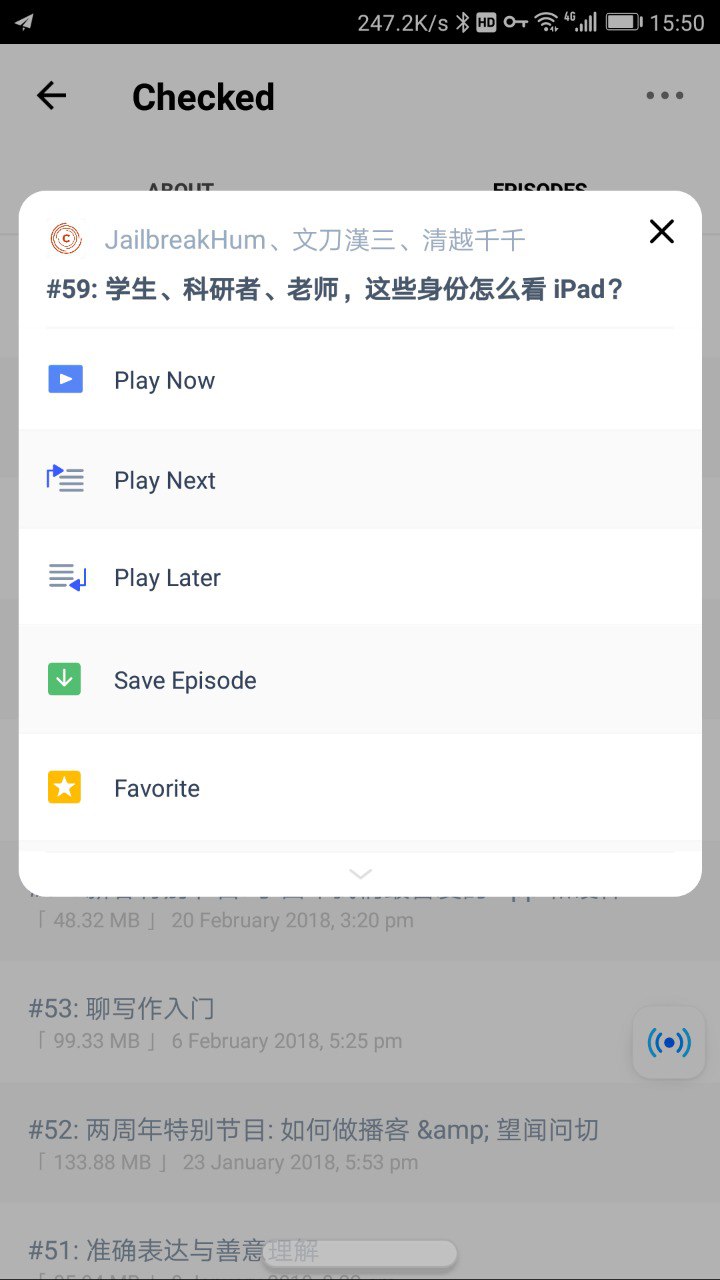 247.2K/s HD 4G 15:50
Checked
ABOUT EPISODES
C
JailbreakHum、文刀漢三、清越千千
#59: 学生、科研者、老师，这些身份怎么看 iPad？
Play Now
Play Next
Play Later
Save Episode
Favorite
「 48.32 MB 」 20 February 2018, 3:20 pm
#53: 聊写作入门
「 99.33 MB 」 6 February 2018, 5:25 pm
#52: 两周年特别节目: 如何做播客 &amp; 望闻问切
「 133.88 MB 」 23 January 2018, 5:53 pm
#51: 准确表达与善意理解